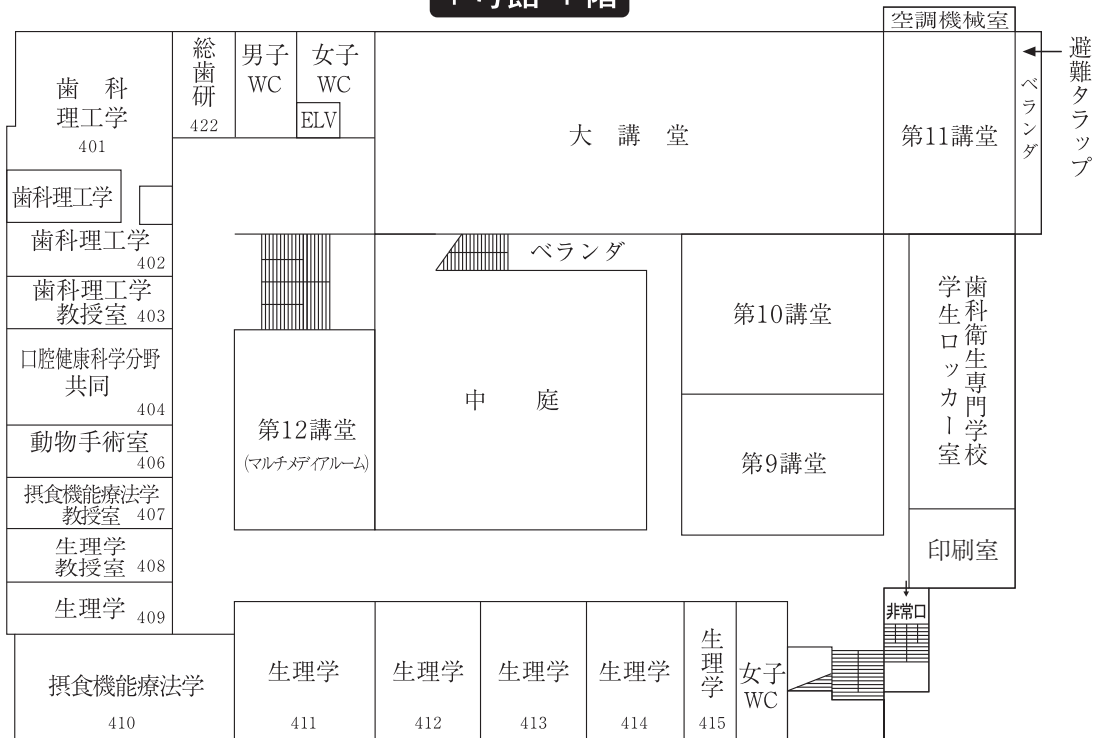 空調機械室
歯科
理工学
401
総
歯
研
422
男子
WC
女子
WC
ELV
大講堂
第11講堂
ベランダ
避難タラップ
歯科理工学
歯科理工学
402
歯科理工学
教授室 403
口腔健康科学分野
共同
404
動物手術室
406
摂食機能療法学
教授室 407
生理学
教授室 408
生理学 409
摂食機能療法学
410
ベランダ
第12講堂
(マルチメディアルーム)
中庭
第10講堂
第9講堂
歯科衛生専門学校
学生ロッカー室
印刷室
非常口
生理学
411
生理学
412
生理学
413
生理学
414
生理学
415
女子
WC